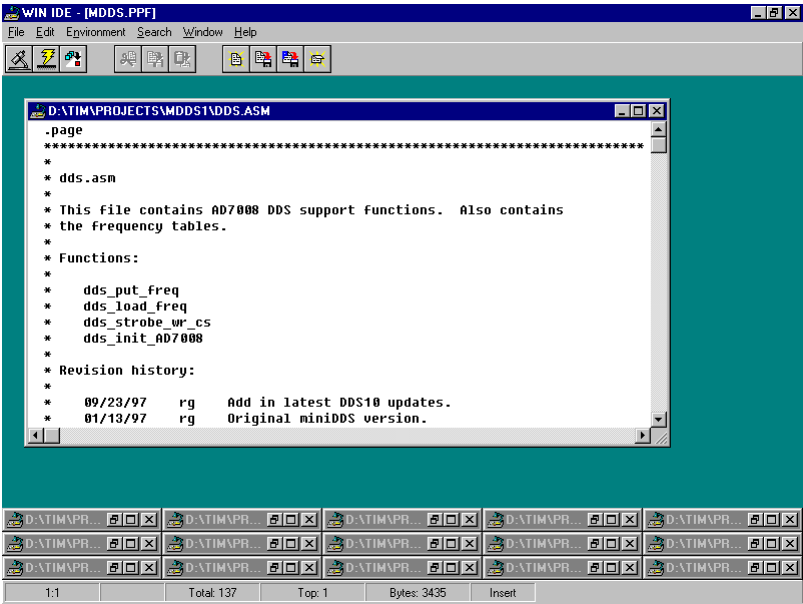 WIN IDE - [MDDS.PPF]
File Edit Environment Search Window Help
D:\TIM\PROJECTS\MDDS1\DDS.ASM
.page
***************************************************************************
*
* dds.asm
*
* This file contains AD7008 DDS support functions.  Also contains
* the frequency tables.
*
* Functions:
*
*    dds_put_freq
*    dds_load_freq
*    dds_strobe_wr_cs
*    dds_init_AD7008
*
* Revision history:
*
*    09/23/97    rg    Add in latest DDS10 updates.
*    01/13/97    rg    Original miniDDS version.
D:\TIM\PR... D:\TIM\PR... D:\TIM\PR... D:\TIM\PR... D:\TIM\PR...
D:\TIM\PR... D:\TIM\PR... D:\TIM\PR... D:\TIM\PR... D:\TIM\PR...
D:\TIM\PR... D:\TIM\PR... D:\TIM\PR... D:\TIM\PR... D:\TIM\PR...
1:1 Total: 137 Top: 1 Bytes: 3435 Insert